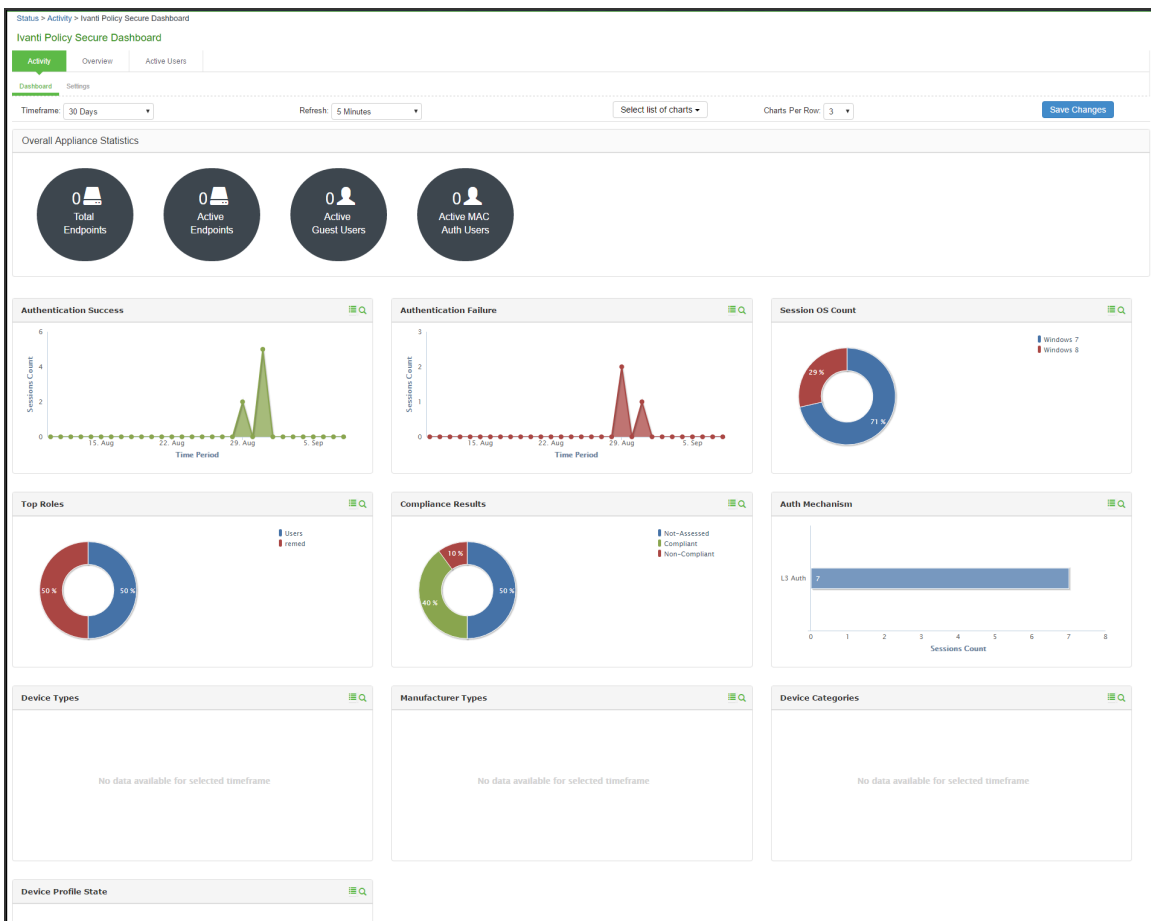 Status > Activity > Ivanti Policy Secure Dashboard
Ivanti Policy Secure Dashboard
Activity Overview Active Users
Dashboard Settings
Timeframe: 30 Days Refresh: 5 Minutes Select list of charts Charts Per Row: 3 Save Changes
Overall Appliance Statistics
0
Total
Endpoints
0
Active
Endpoints
0
Active
Guest Users
0
Active MAC
Auth Users
Authentication Success
6
4
2
0
Sessions Count
15. Aug 22. Aug 29. Aug 5. Sep
Time Period
Authentication Failure
3
2
1
0
Sessions Count
15. Aug 22. Aug 29. Aug 5. Sep
Time Period
Session OS Count
Windows 7
Windows 8
29 %
71 %
Top Roles
Users
remed
50 % 50 %
Compliance Results
Not-Assessed
Compliant
Non-Compliant
10 %
50 %
40 %
Auth Mechanism
L3 Auth 7
0 1 2 3 4 5 6 7 8
Sessions Count
Device Types
No data available for selected timeframe
Manufacturer Types
No data available for selected timeframe
Device Categories
No data available for selected timeframe
Device Profile State